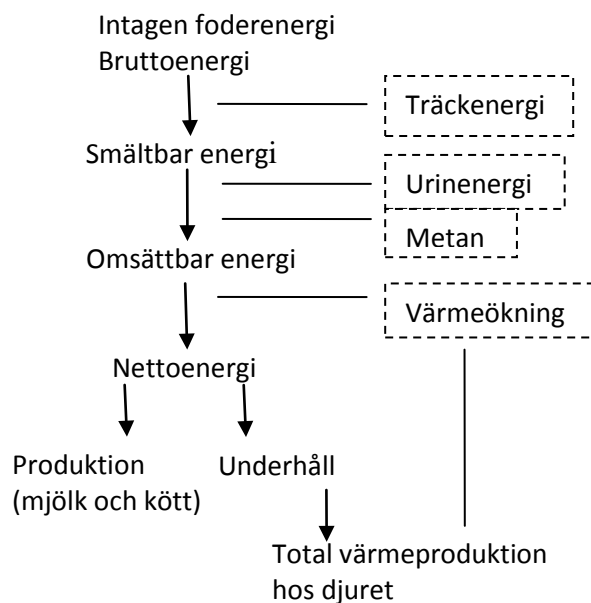 Intagen foderenergi
Bruttoenergi
Träckenergi
Smältbar energi
Urinenergi
Metan
Omsättbar energi
Värmeökning
Nettoenergi
Produktion
(mjölk och kött)
Underhåll
Total värmeproduktion
hos djuret